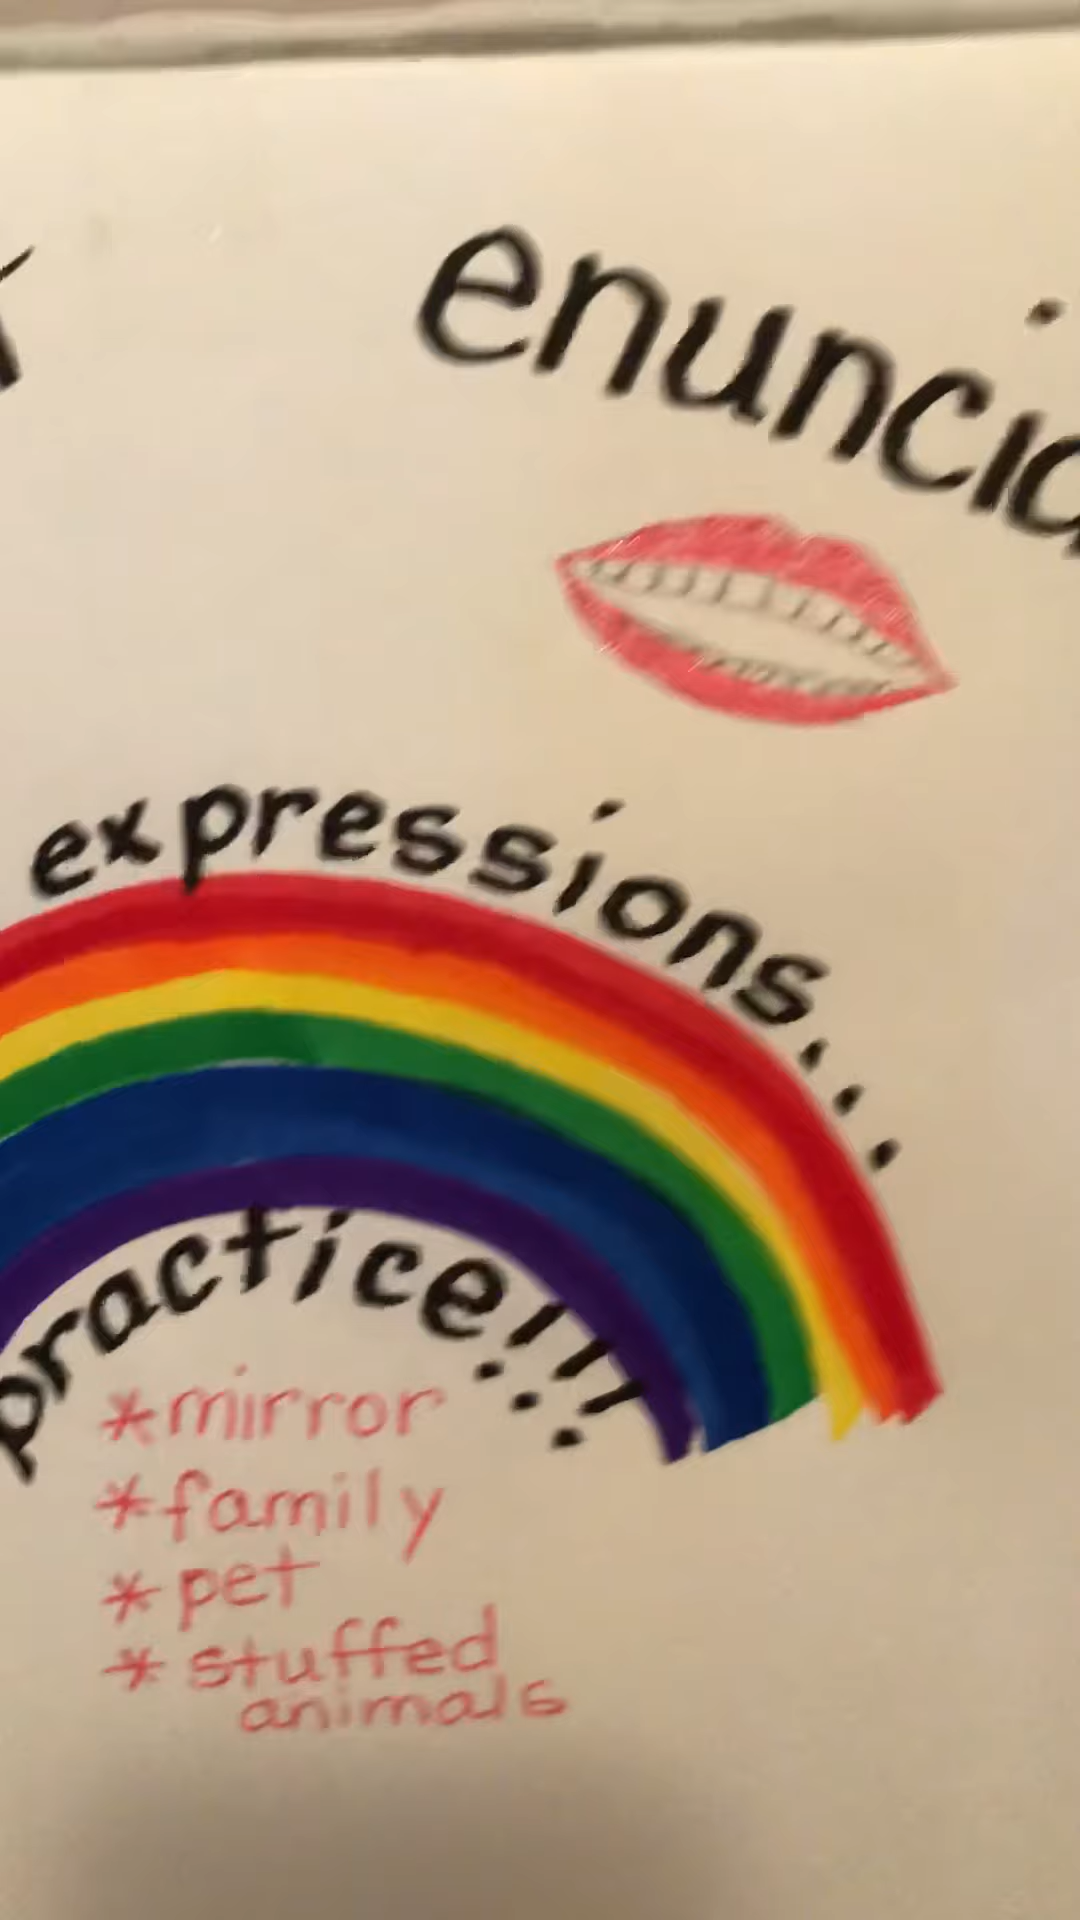 enuncia
expressions...
practice!!!
*mirror
*family
*pet
*stuffed
animals